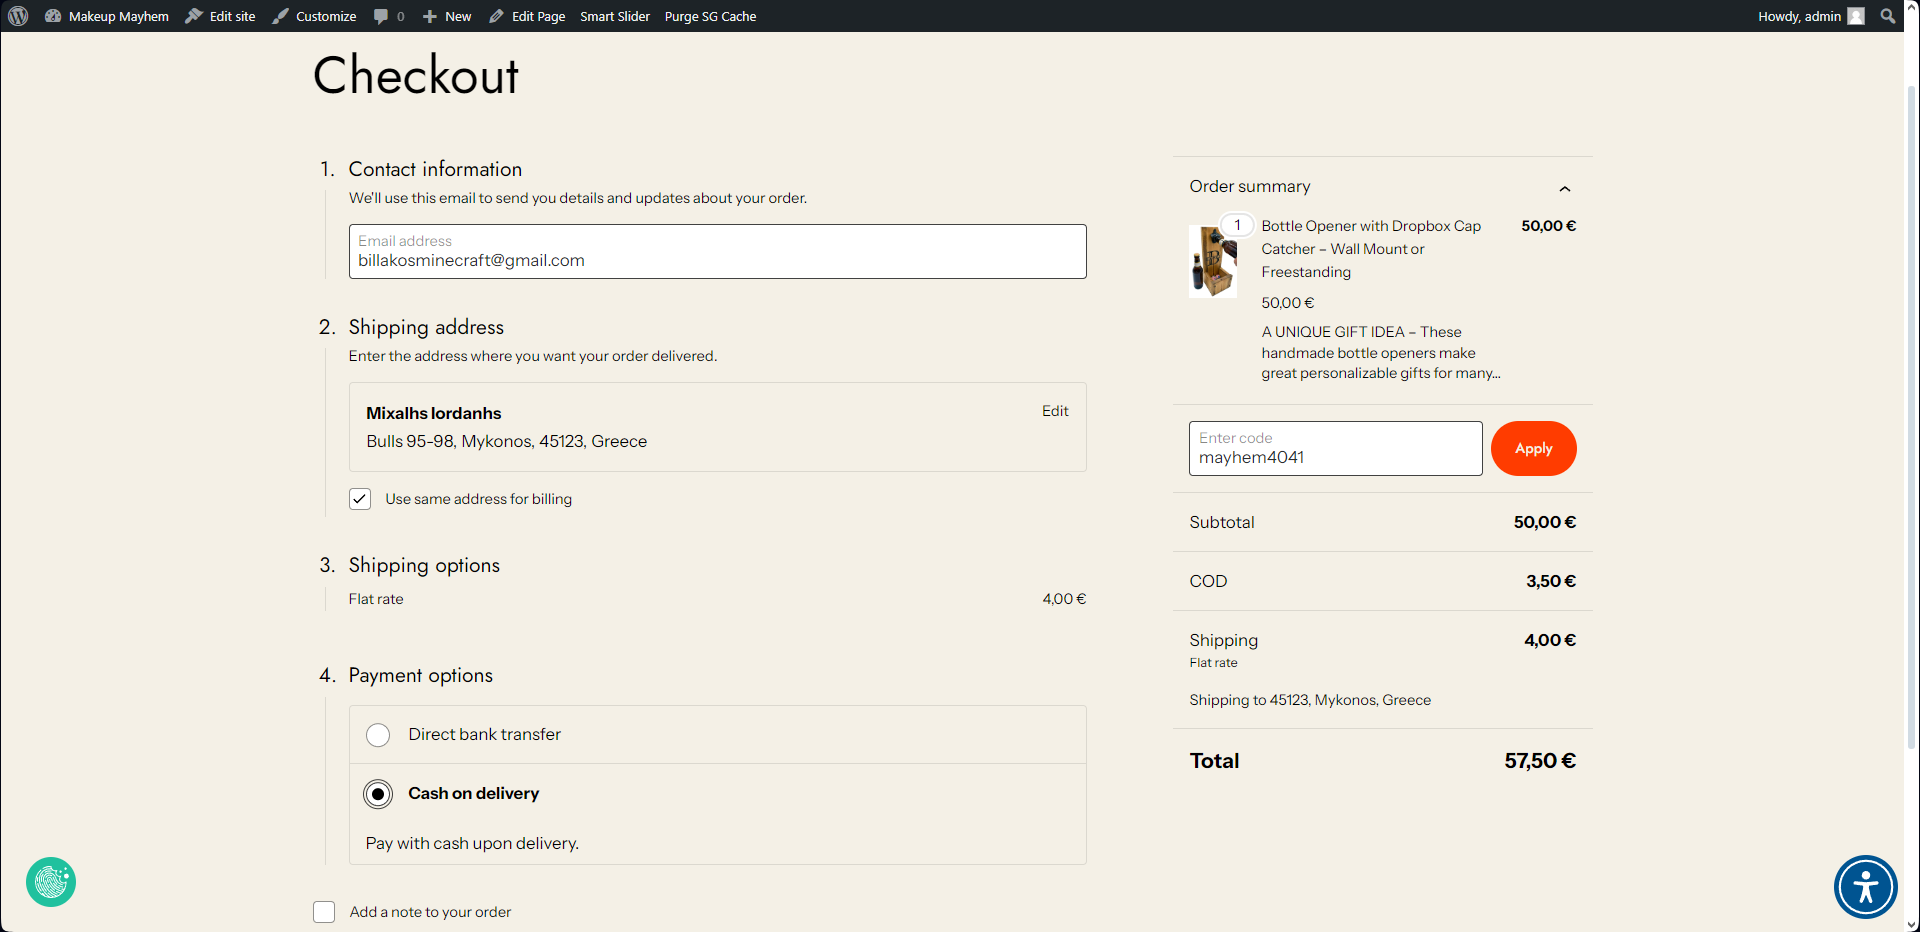 Makeup Mayhem Edit site Customize 0 New Edit Page Smart Slider Purge SG Cache Howdy, admin
Checkout
1. Contact information
We'll use this email to send you details and updates about your order.
Email address
billakosminecraft@gmail.com
2. Shipping address
Enter the address where you want your order delivered.
Mixalhs Iordanhs
Edit
Bulls 95-98, Mykonos, 45123, Greece
Use same address for billing
3. Shipping options
Flat rate 4,00 €
4. Payment options
Direct bank transfer
Cash on delivery
Pay with cash upon delivery.
Add a note to your order
Order summary
1
Bottle Opener with Dropbox Cap 50,00 €
Catcher – Wall Mount or
Freestanding
50,00 €
A UNIQUE GIFT IDEA – These
handmade bottle openers make
great personalizable gifts for many...
Enter code
mayhem4041
Apply
Subtotal 50,00 €
COD 3,50 €
Shipping 4,00 €
Flat rate
Shipping to 45123, Mykonos, Greece
Total 57,50 €